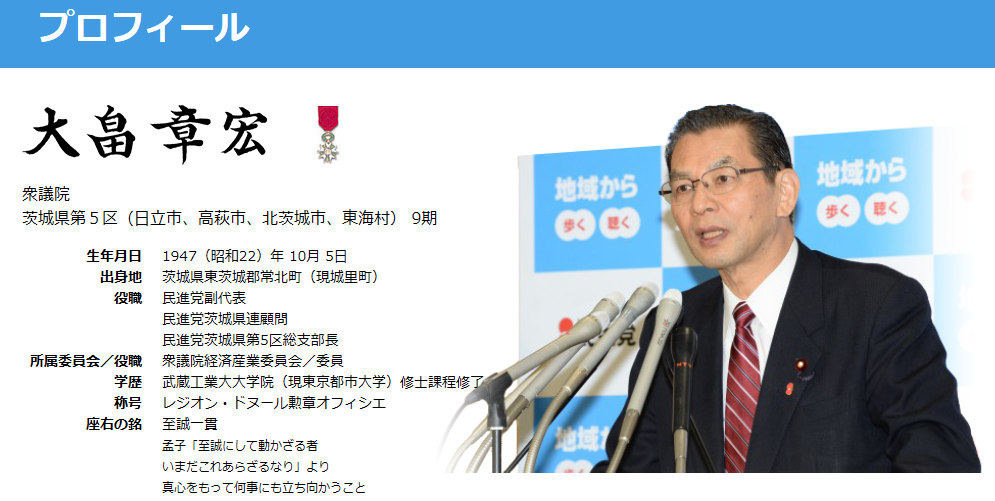 プロフィール
大畠章宏
衆議院
茨城県第５区（日立市、高萩市、北茨城市、東海村） 9期
生年月日 1947（昭和22）年 10月 5日
出身地 茨城県東茨城郡常北町（現城里町）
役職 民進党副代表
民進党茨城県連顧問
民進党茨城県第5区総支部長
所属委員会／役職 衆議院経済産業委員会／委員
学歴 武蔵工業大大学院（現東京都市大学）修士課程修了
称号 レジオン・ドヌール勲章オフィシエ
座右の銘 至誠一貫
孟子「至誠にして動かざる者
いまだこれあらざるなり」より
真心をもって何事にも立ち向かうこと
地域から
歩く 聴く
地域から
歩く 聴く
党
地域から